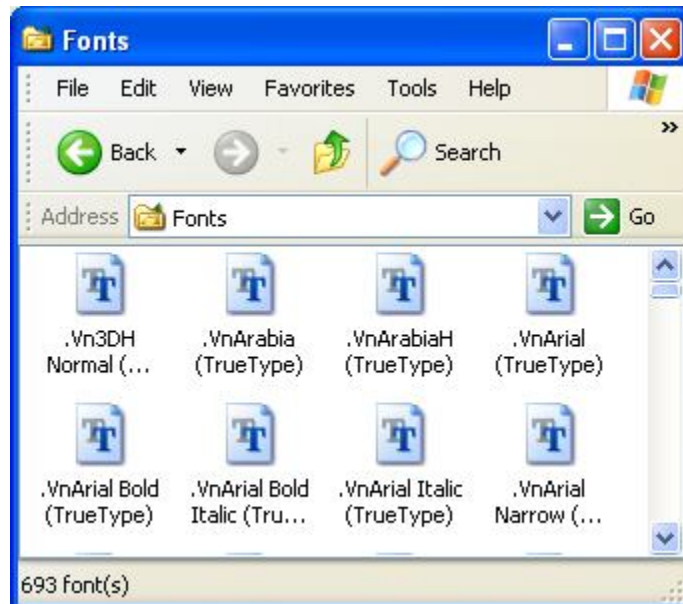 Fonts
File Edit View Favorites Tools Help
Back Search »
Address Fonts Go
.Vn3DH .VnArabia .VnArabiaH .VnArial
Normal (... (TrueType) (TrueType) (TrueType)
.VnArial Bold .VnArial Bold .VnArial Italic .VnArial
(TrueType) Italic (Tru... (TrueType) Narrow (...
693 font(s)